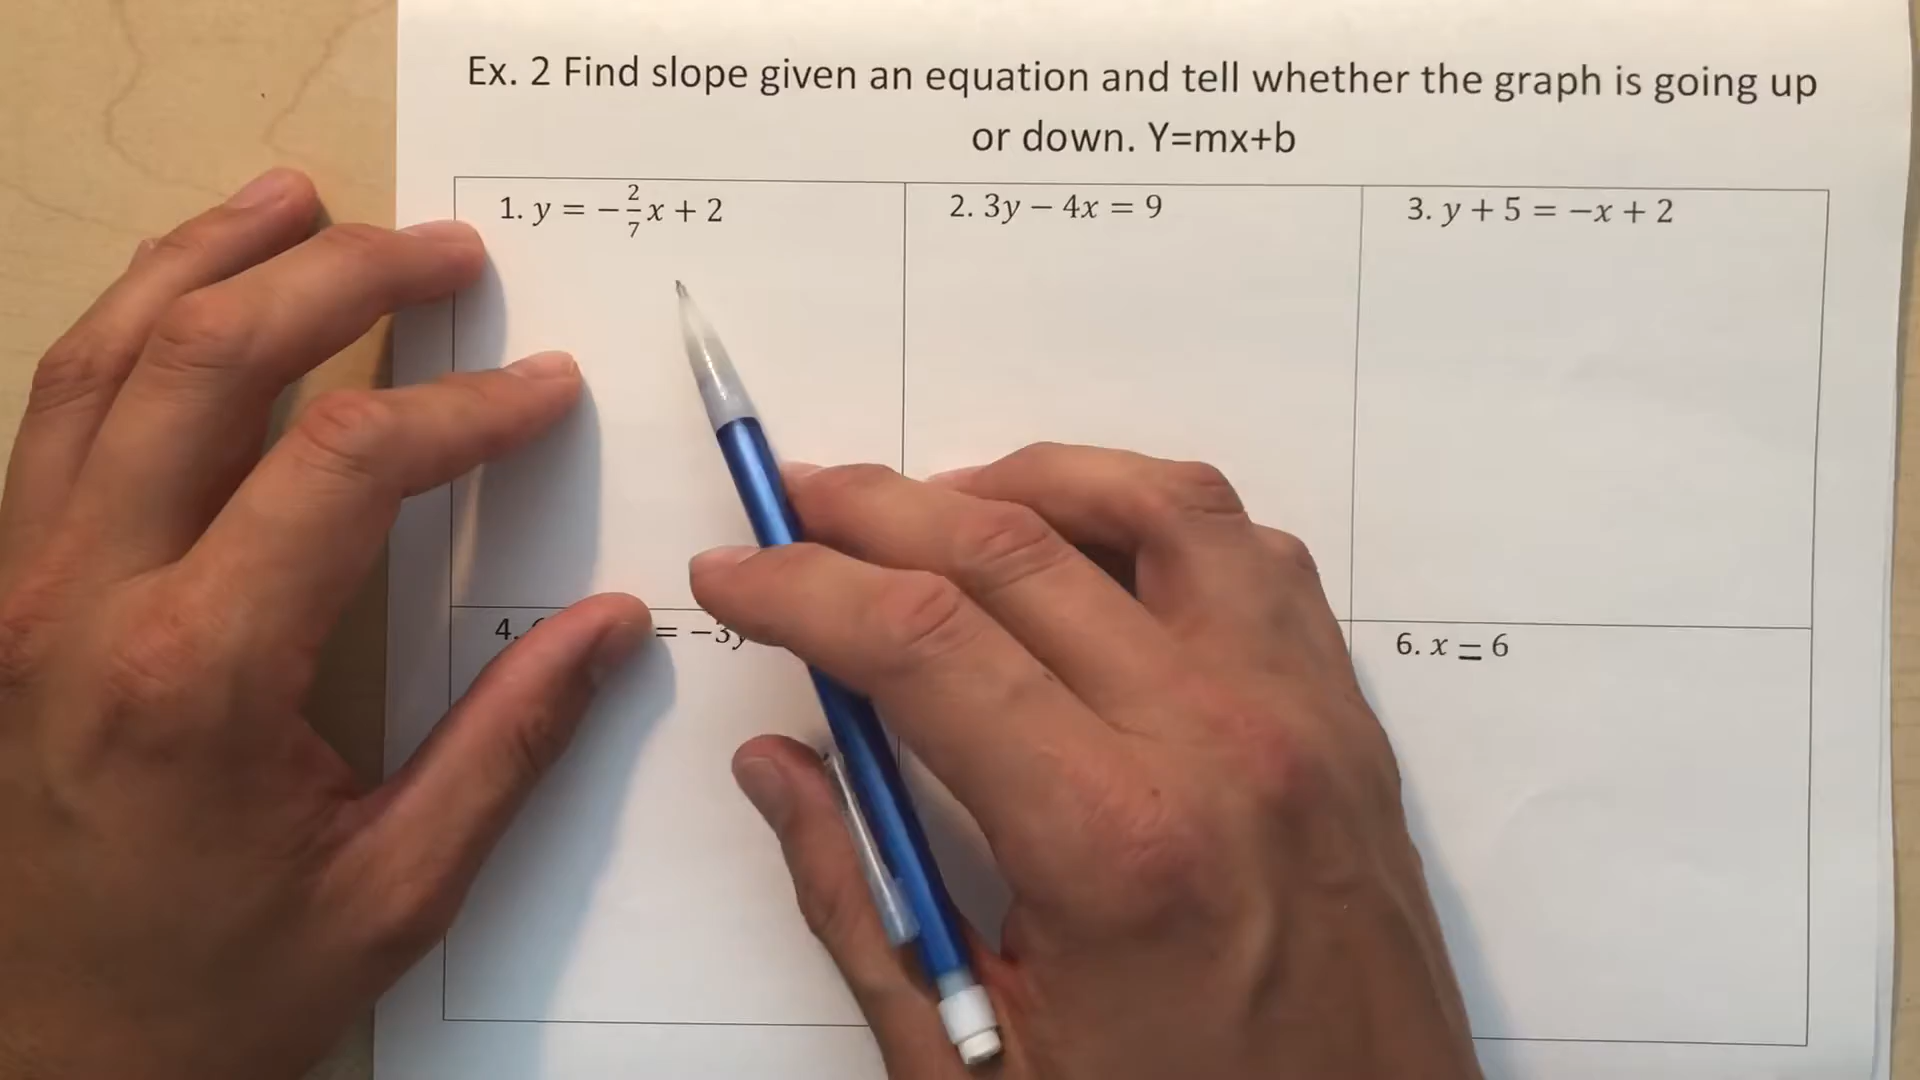 Ex. 2 Find slope given an equation and tell whether the graph is going up
or down. Y=mx+b
1. y = −2/7x + 2
2. 3y − 4x = 9
3. y + 5 = −x + 2
4. = −3y
6. x = 6